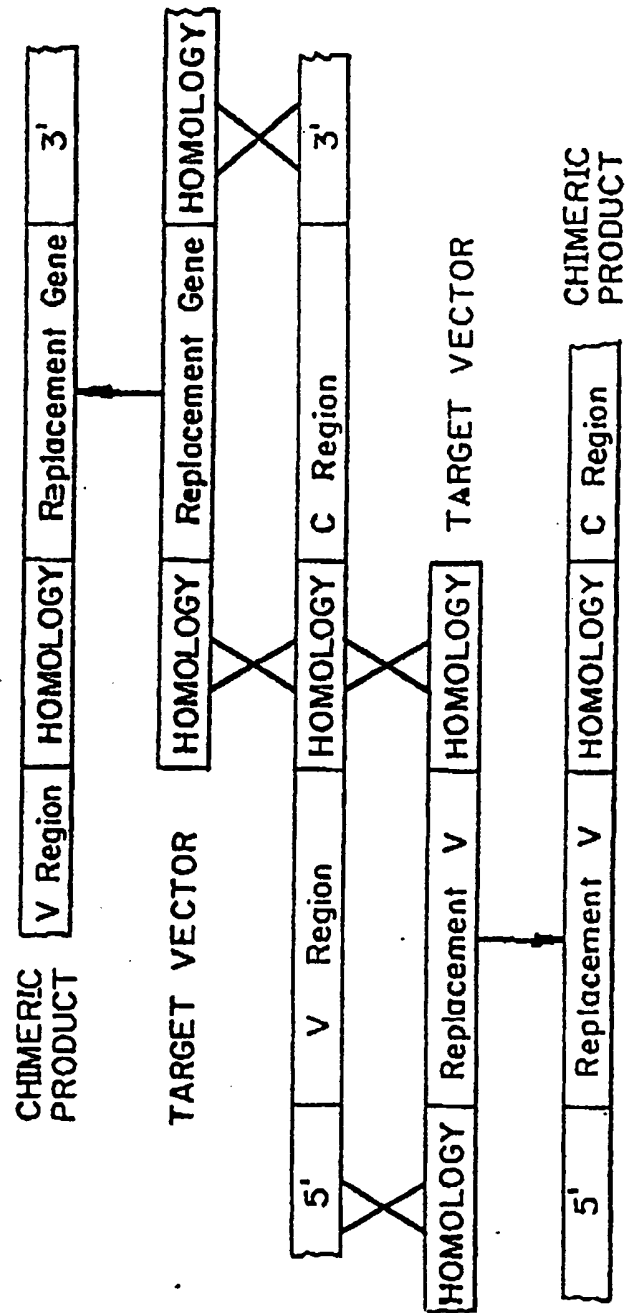 CHIMERIC
PRODUCT
V Region HOMOLOGY Replacement Gene 3'
TARGET VECTOR
HOMOLOGY Replacement Gene HOMOLOGY
5' V Region HOMOLOGY C Region 3'
HOMOLOGY Replacement V HOMOLOGY
TARGET VECTOR
5' Replacement V HOMOLOGY C Region
CHIMERIC
PRODUCT